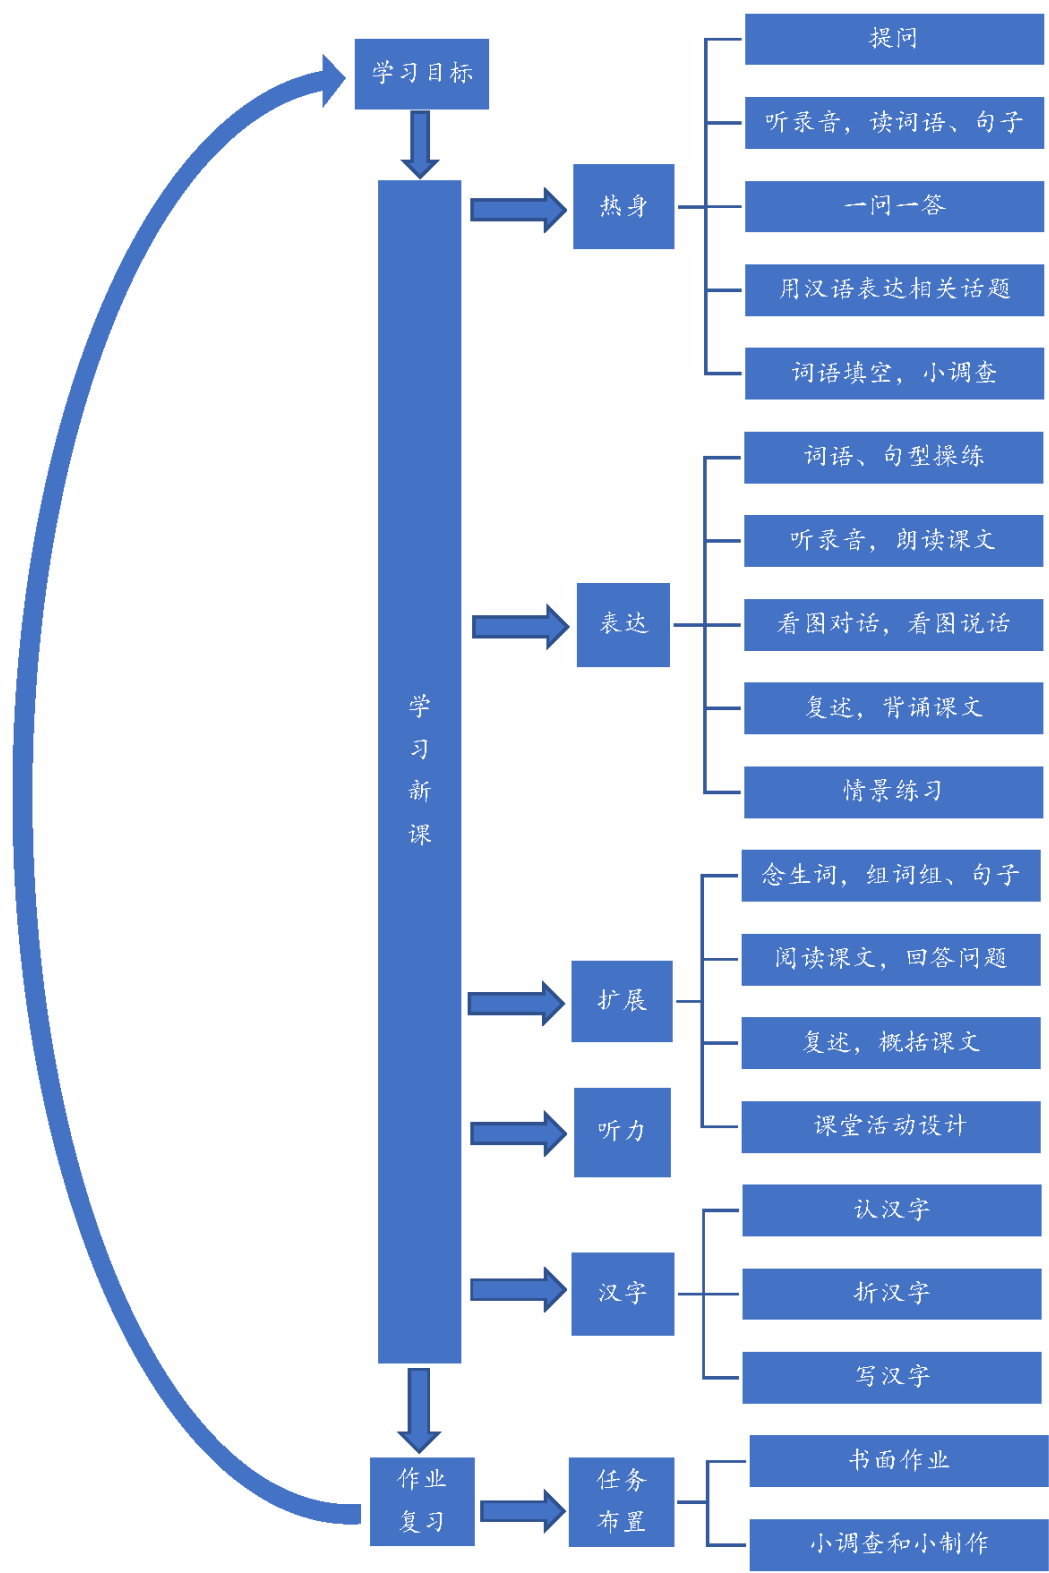 学习目标
学
习
新
课
热身
提问
听录音，读词语、句子
一问一答
用汉语表达相关话题
词语填空，小调查
表达
词语、句型操练
听录音，朗读课文
看图对话，看图说话
复述，背诵课文
情景练习
扩展
念生词，组词组、句子
阅读课文，回答问题
复述，概括课文
课堂活动设计
听力
汉字
认汉字
折汉字
写汉字
作业
复习
任务
布置
书面作业
小调查和小制作